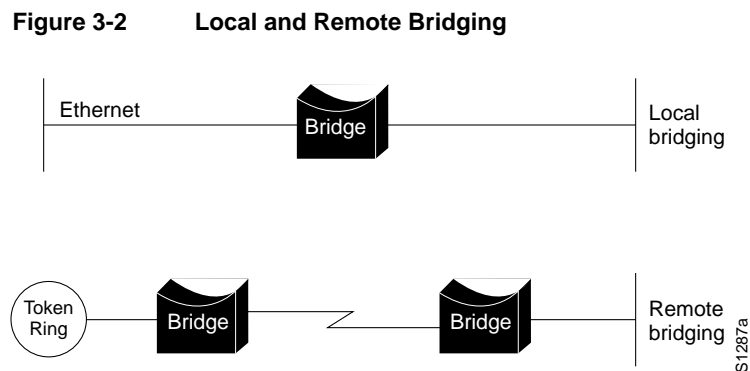 Figure 3-2 Local and Remote Bridging
Ethernet
Bridge
Local
bridging
Token
Ring
Bridge
Bridge
Remote
bridging
S1287a